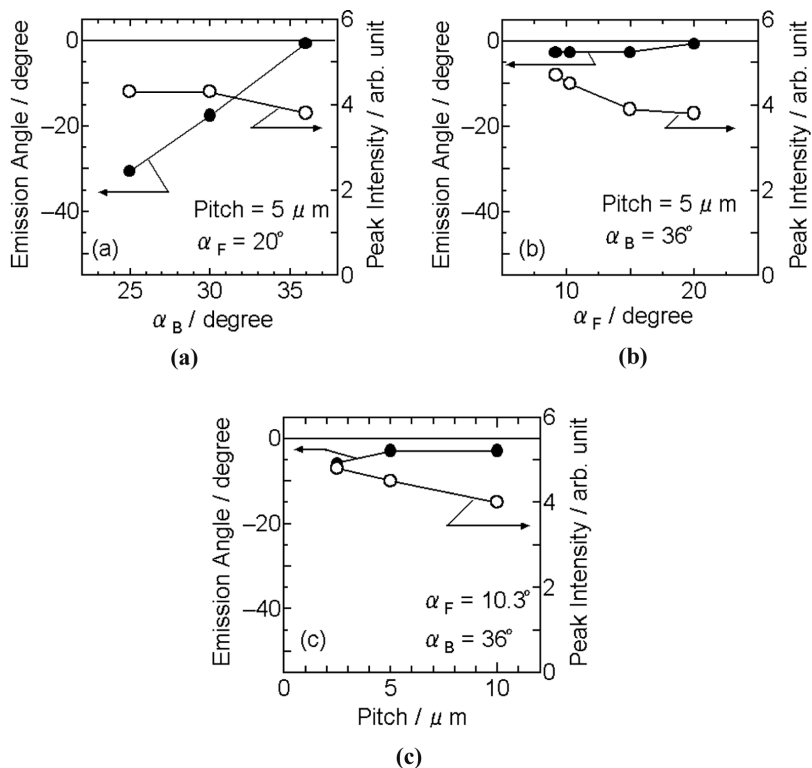 0
−20
−40
Emission Angle / degree
6
4
2
0
Peak Intensity / arb. unit
Pitch = 5 μ m
α F = 20°
(a)
25 30 35
α B / degree
(a)
0
−20
−40
Emission Angle / degree
6
4
2
0
Peak Intensity / arb. unit
Pitch = 5 μ m
α B = 36°
(b)
10 15 20
α F / degree
(b)
0
−20
−40
Emission Angle / degree
6
4
2
0
Peak Intensity / arb. unit
α F = 10.3°
α B = 36°
(c)
0 5 10
Pitch / μ m
(c)